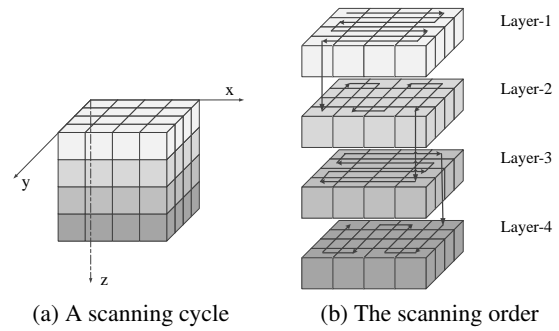 Layer-1
x
Layer-2
Layer-3
y
Layer-4
z
(a) A scanning cycle
(b) The scanning order